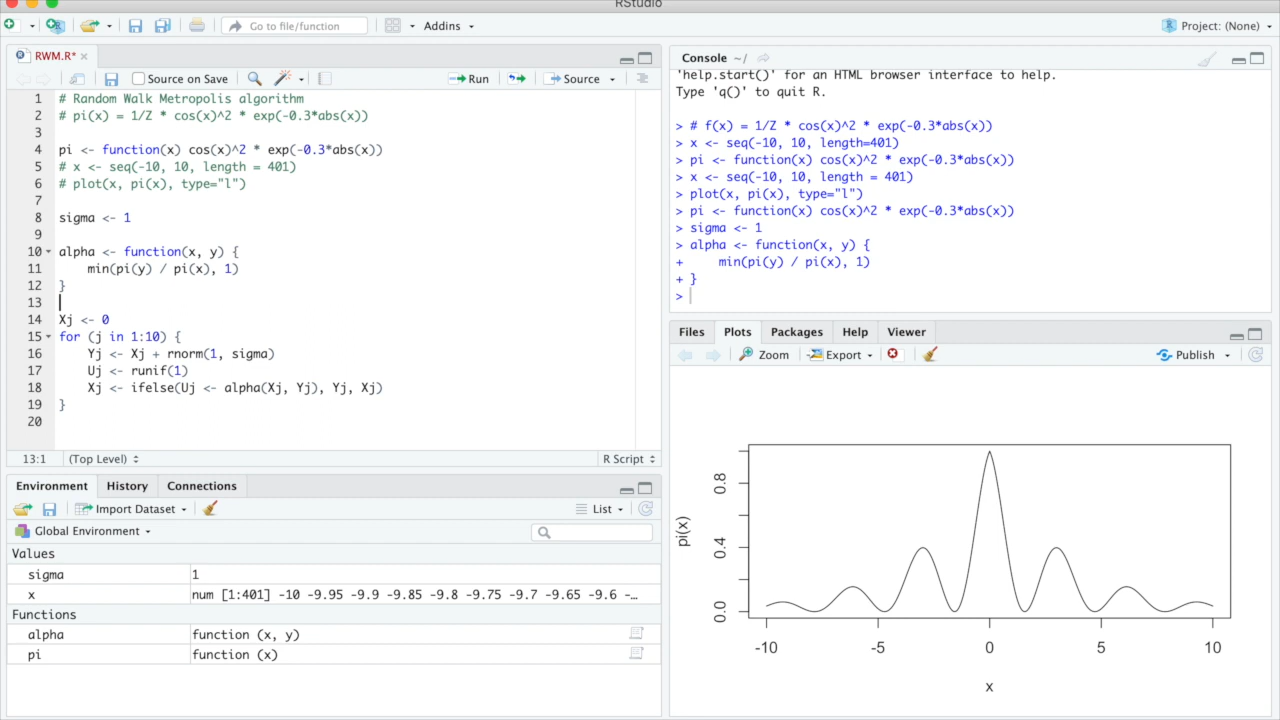 RStudio
Go to file/function
Addins
Project: (None)
RWM.R*
Source on Save
Run
Source
1 # Random Walk Metropolis algorithm
2 # pi(x) = 1/Z * cos(x)^2 * exp(-0.3*abs(x))
3
4 pi <- function(x) cos(x)^2 * exp(-0.3*abs(x))
5 # x <- seq(-10, 10, length = 401)
6 # plot(x, pi(x), type="l")
7
8 sigma <- 1
9
10 alpha <- function(x, y) {
11 min(pi(y) / pi(x), 1)
12 }
13
14 Xj <- 0
15 for (j in 1:10) {
16 Yj <- Xj + rnorm(1, sigma)
17 Uj <- runif(1)
18 Xj <- ifelse(Uj <- alpha(Xj, Yj), Yj, Xj)
19 }
20
13:1 (Top Level) R Script
Environment History Connections
Import Dataset List
Global Environment
Values
sigma 1
x num [1:401] -10 -9.95 -9.9 -9.85 -9.8 -9.75 -9.7 -9.65 -9.6 -…
Functions
alpha function (x, y)
pi function (x)
Console ~/
'help.start()' for an HTML browser interface to help.
Type 'q()' to quit R.
> # f(x) = 1/Z * cos(x)^2 * exp(-0.3*abs(x))
> x <- seq(-10, 10, length=401)
> pi <- function(x) cos(x)^2 * exp(-0.3*abs(x))
> x <- seq(-10, 10, length = 401)
> plot(x, pi(x), type="l")
> pi <- function(x) cos(x)^2 * exp(-0.3*abs(x))
> sigma <- 1
> alpha <- function(x, y) {
+ min(pi(y) / pi(x), 1)
+ }
>
Files Plots Packages Help Viewer
Zoom Export Publish
pi(x)
0.8
0.4
0.0
-10 -5 0 5 10
x